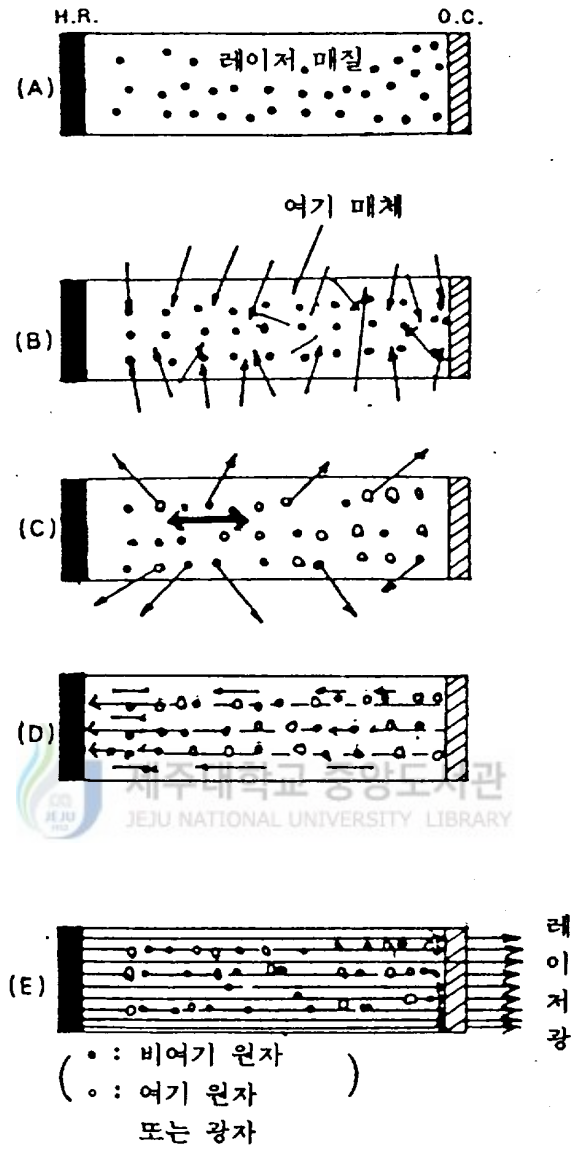 H.R. O.C.
(A) 레이저 매질
여기 매체
(B)
(C)
(D)
제주대학교 중앙도서관
JEJU NATIONAL UNIVERSITY LIBRARY
JEJU
1952
(E)
레
이
저
광
( • : 비여기 원자 )
○ : 여기 원자
또는 광자